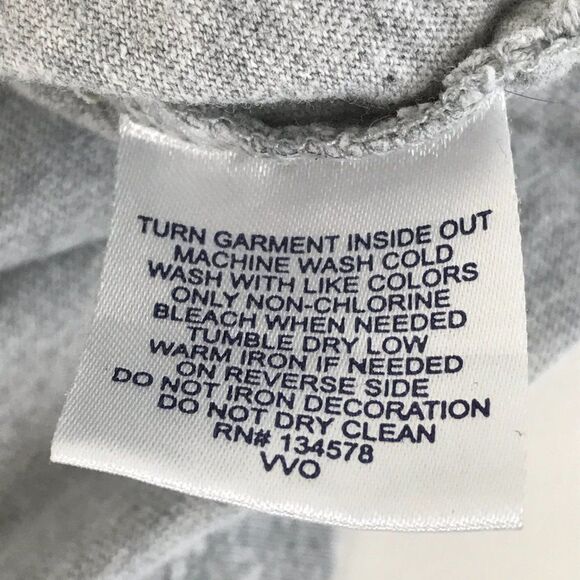 TURN GARMENT INSIDE OUT
MACHINE WASH COLD
WASH WITH LIKE COLORS
ONLY NON-CHLORINE
BLEACH WHEN NEEDED
TUMBLE DRY LOW
WARM IRON IF NEEDED
ON REVERSE SIDE
DO NOT IRON DECORATION
DO NOT DRY CLEAN
RN# 134578
VVO